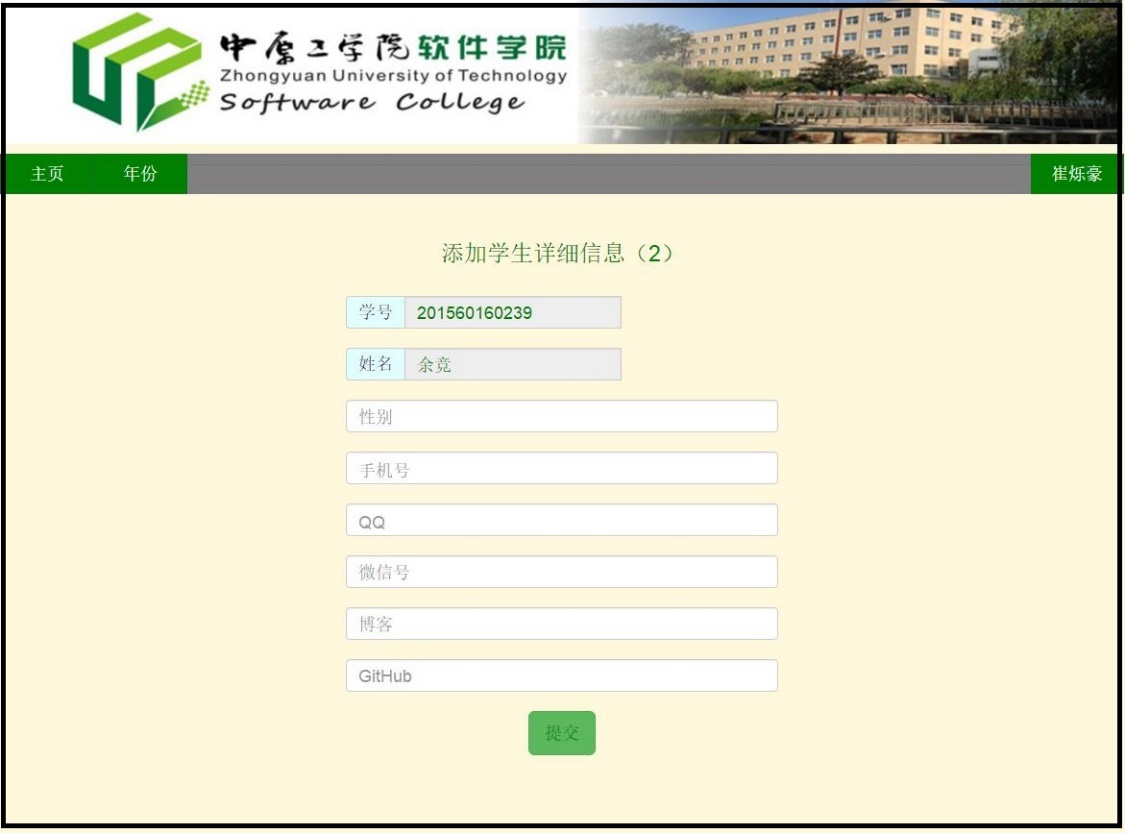 中原工学院软件学院
Zhongyuan University of Technology
Software College
主页 年份 崔烁豪
添加学生详细信息（2）
学号 201560160239
姓名 余竞
性别
手机号
QQ
微信号
博客
GitHub
提交